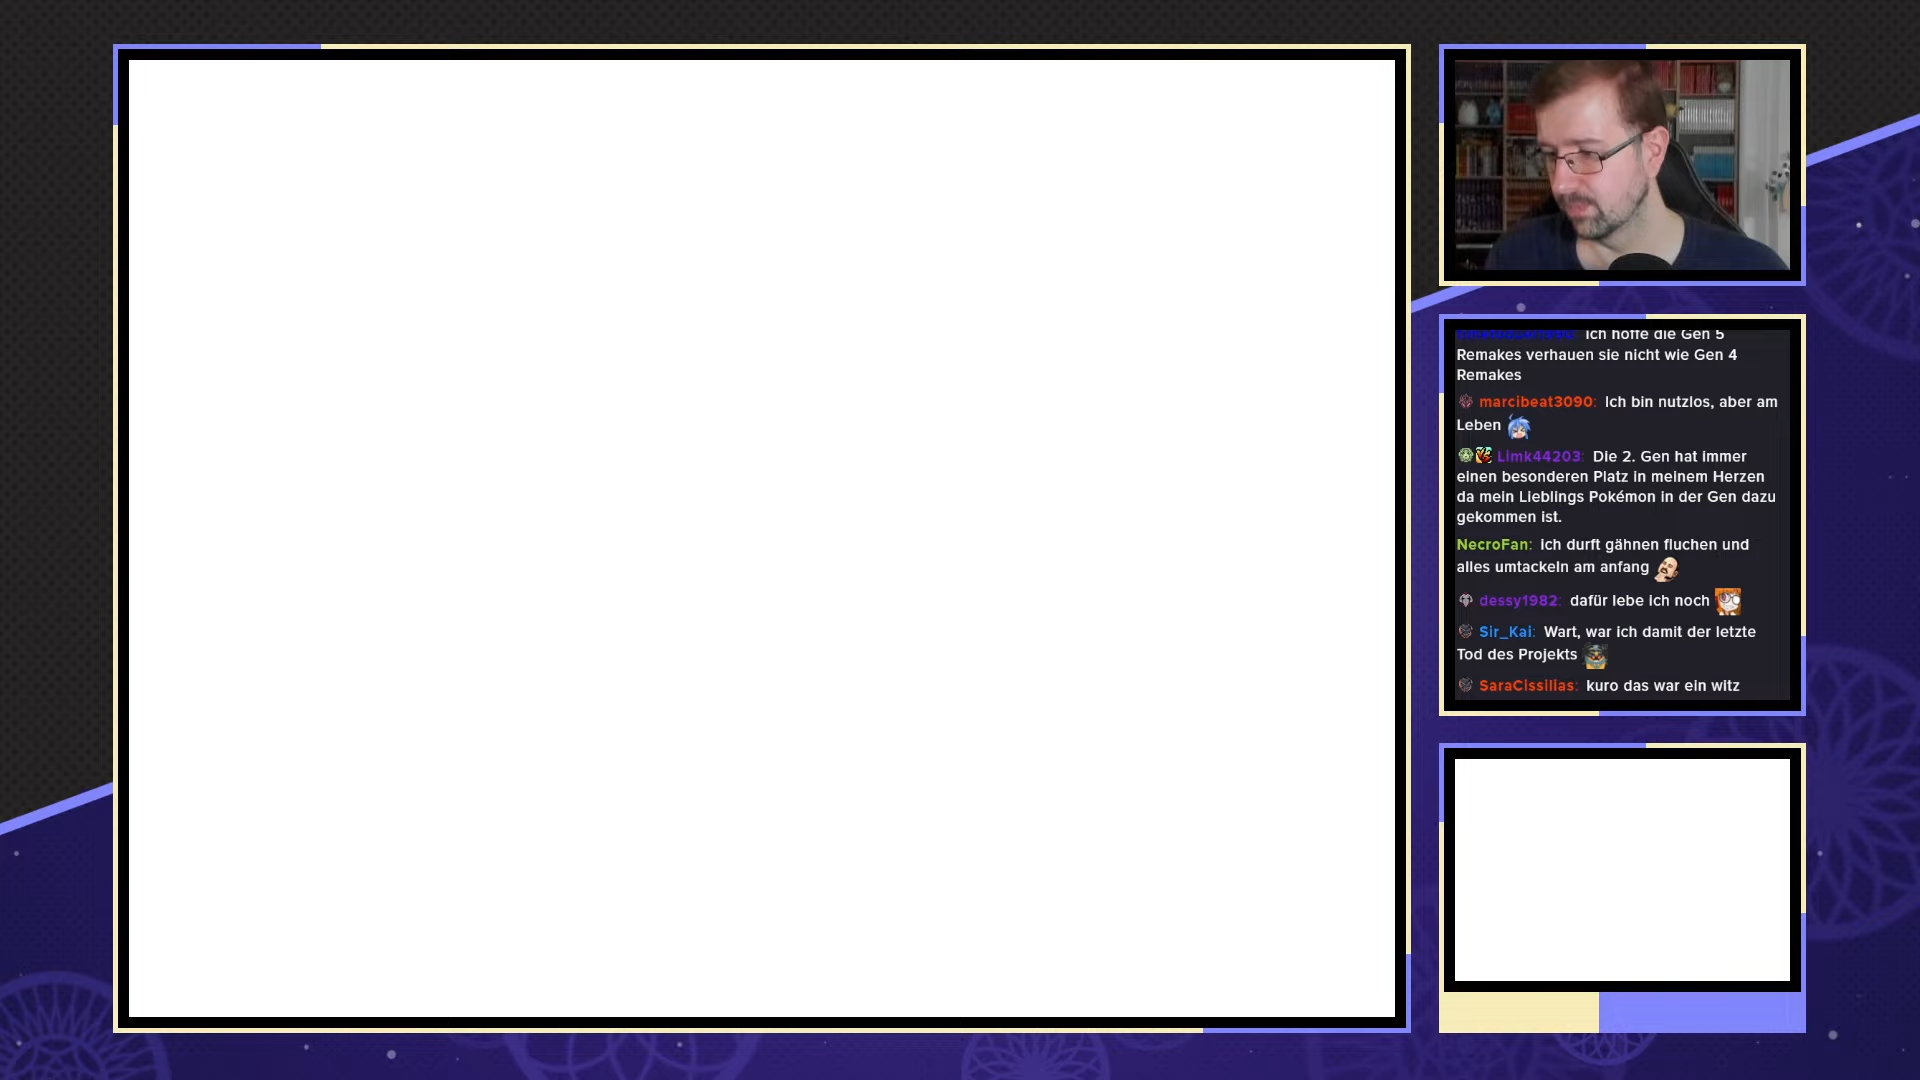 Ich hoffe die Gen 5
Remakes verhauen sie nicht wie Gen 4
Remakes
marcibeat3090: Ich bin nutzlos, aber am
Leben
Limk44203: Die 2. Gen hat immer
einen besonderen Platz in meinem Herzen
da mein Lieblings Pokémon in der Gen dazu
gekommen ist.
NecroFan: ich durft gähnen fluchen und
alles umtackeln am anfang
dessy1982: dafür lebe ich noch
Sir_Kai: Wart, war ich damit der letzte
Tod des Projekts
SaraCissilias: kuro das war ein witz